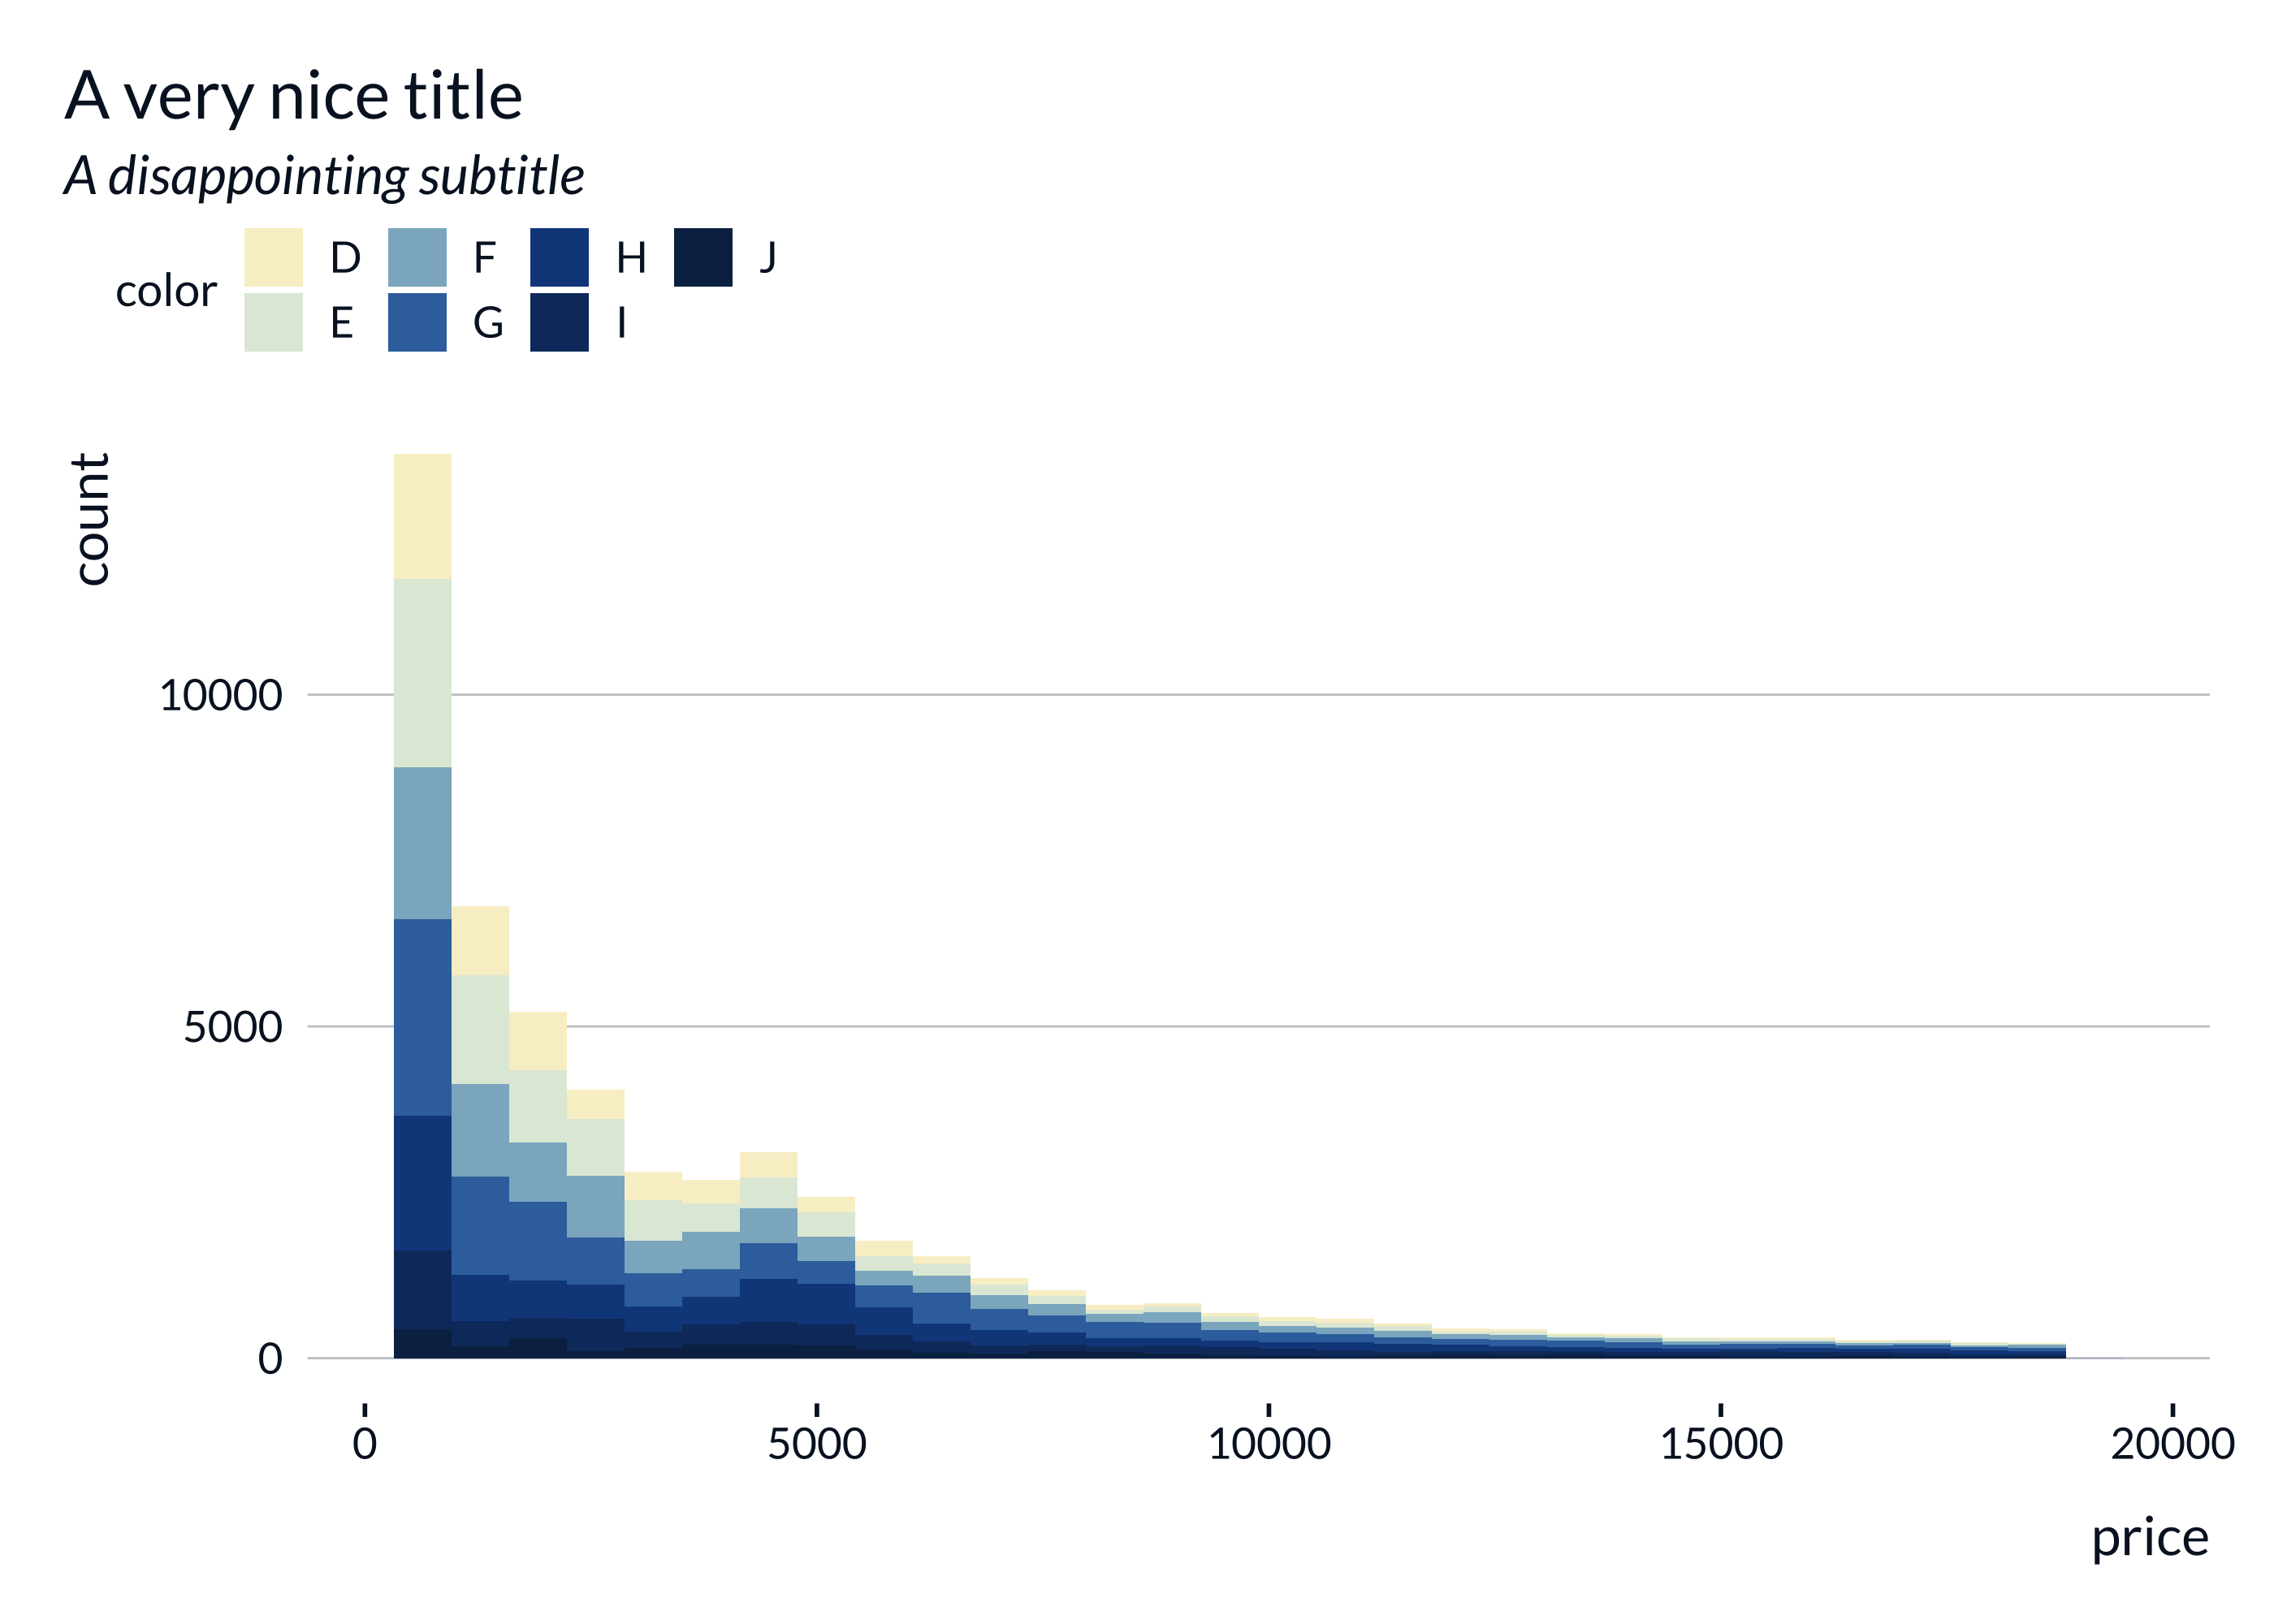 A very nice title
A disappointing subtitle
color
D F H J
E G I
count
10000
5000
0
0 5000 10000 15000 20000
price